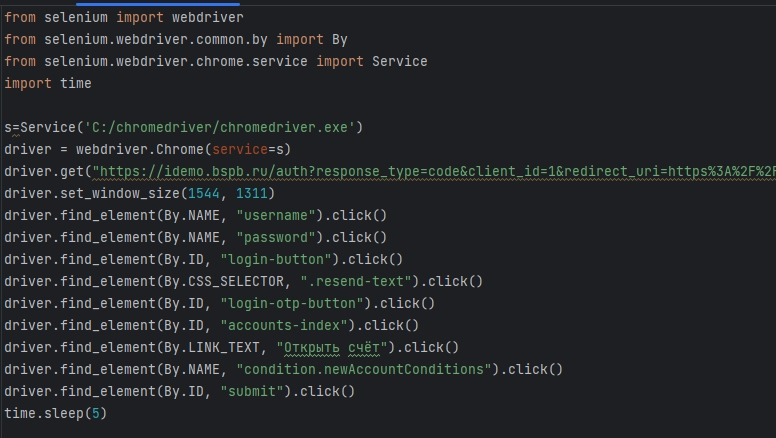 from selenium import webdriver
from selenium.webdriver.common.by import By
from selenium.webdriver.chrome.service import Service
import time
s=Service('C:/chromedriver/chromedriver.exe')
driver = webdriver.Chrome(service=s)
driver.get("https://idemo.bspb.ru/auth?response_type=code&client_id=1&redirect_uri=https%3A%2F%2F
driver.set_window_size(1544, 1311)
driver.find_element(By.NAME, "username").click()
driver.find_element(By.NAME, "password").click()
driver.find_element(By.ID, "login-button").click()
driver.find_element(By.CSS_SELECTOR, ".resend-text").click()
driver.find_element(By.ID, "login-otp-button").click()
driver.find_element(By.ID, "accounts-index").click()
driver.find_element(By.LINK_TEXT, "Открыть счёт").click()
driver.find_element(By.NAME, "condition.newAccountConditions").click()
driver.find_element(By.ID, "submit").click()
time.sleep(5)